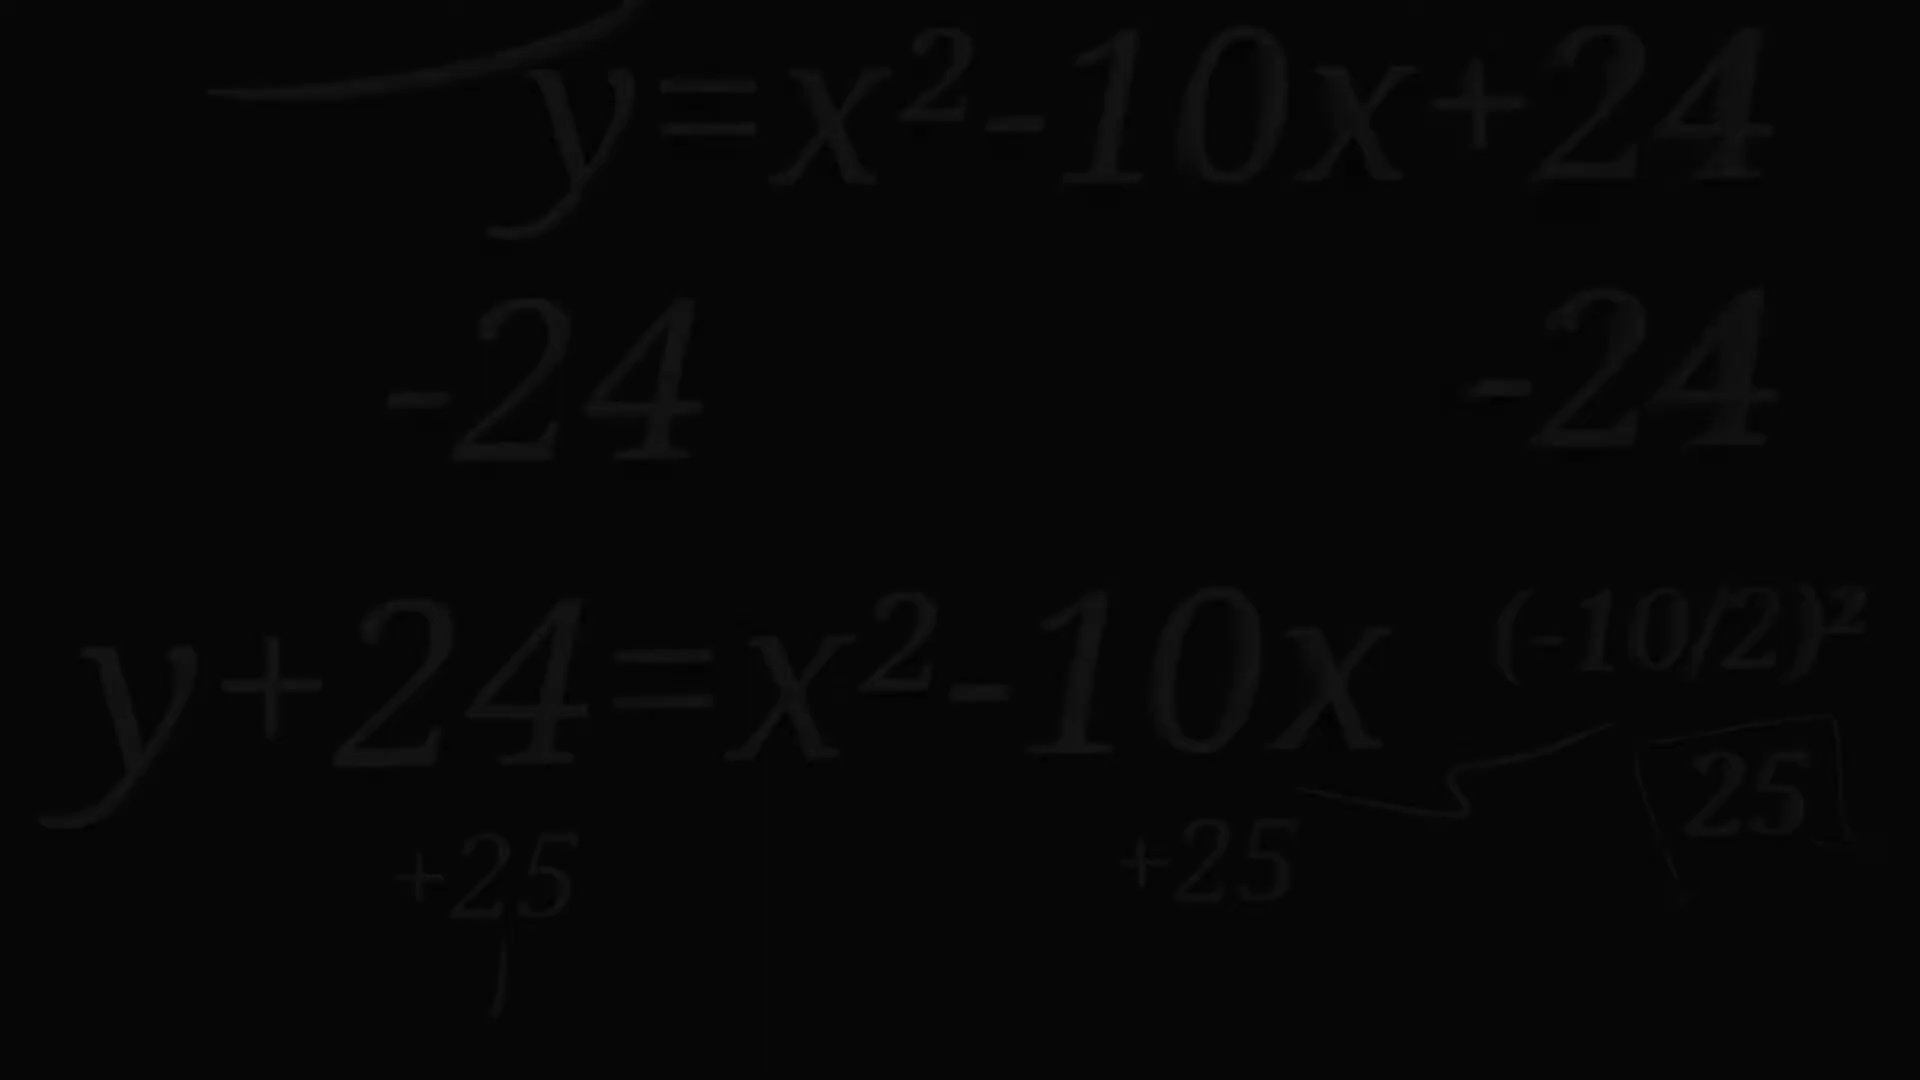 y=x²-10x+24
-24 -24
y+24=x²-10x (-10/2)²
25
+25 +25